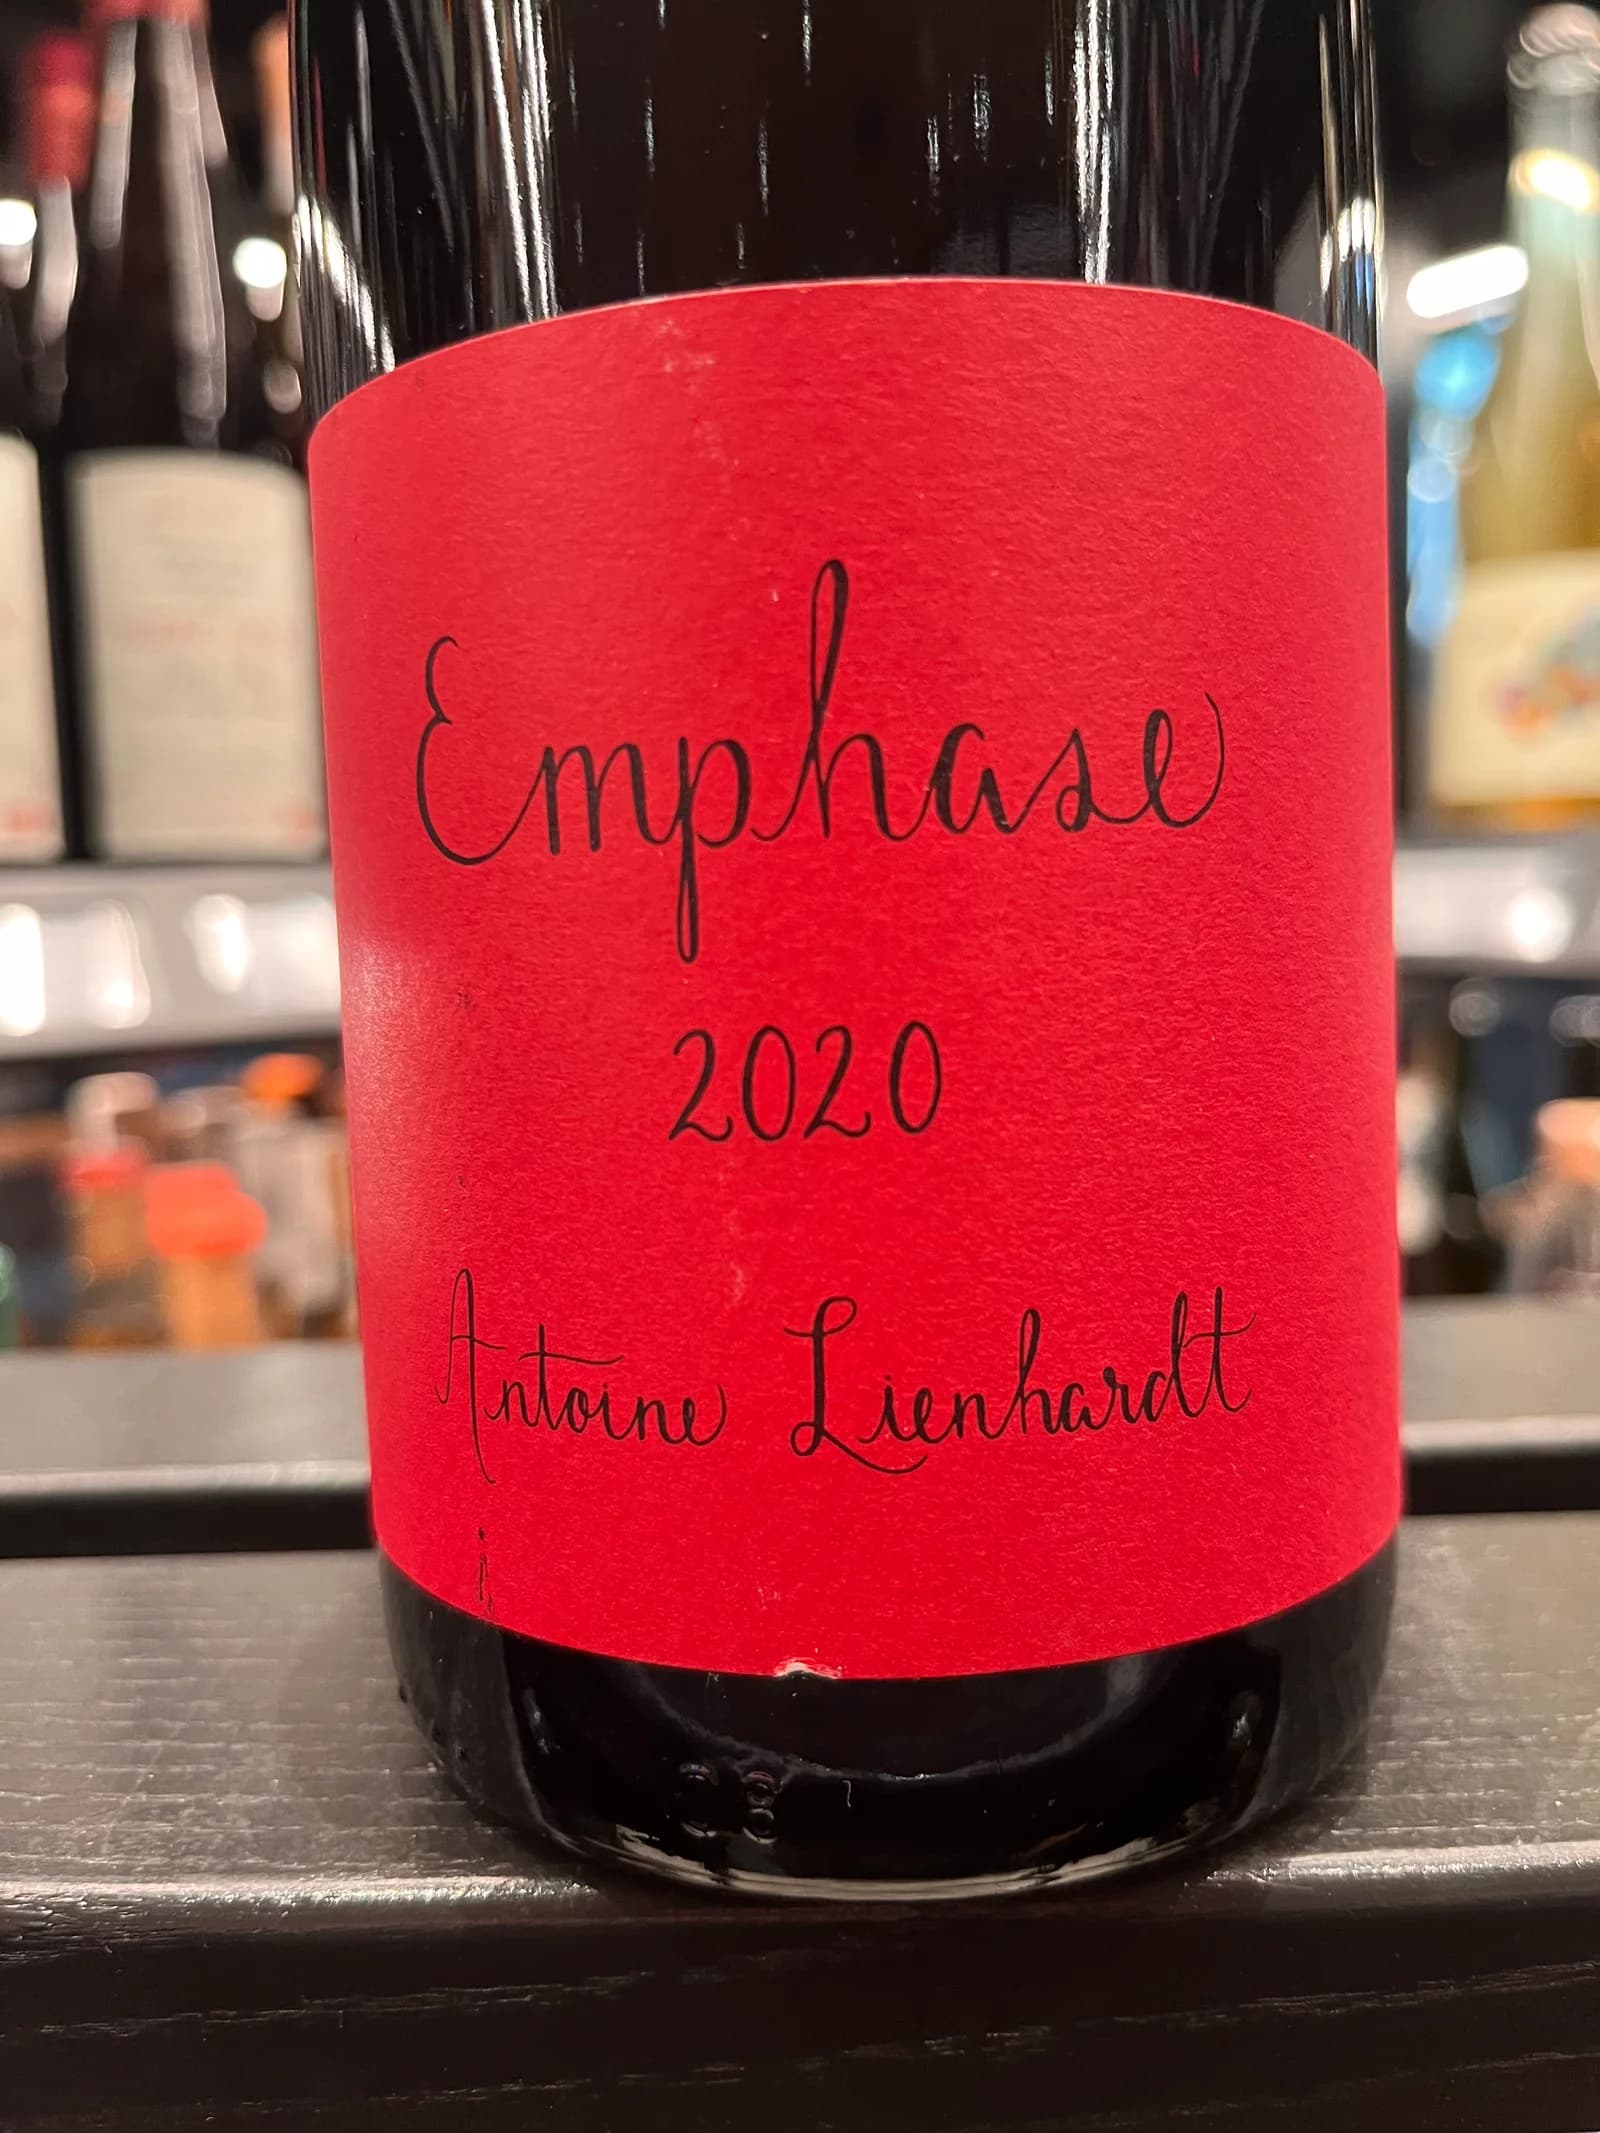 Emphase
2020
Antoine Lienhardt